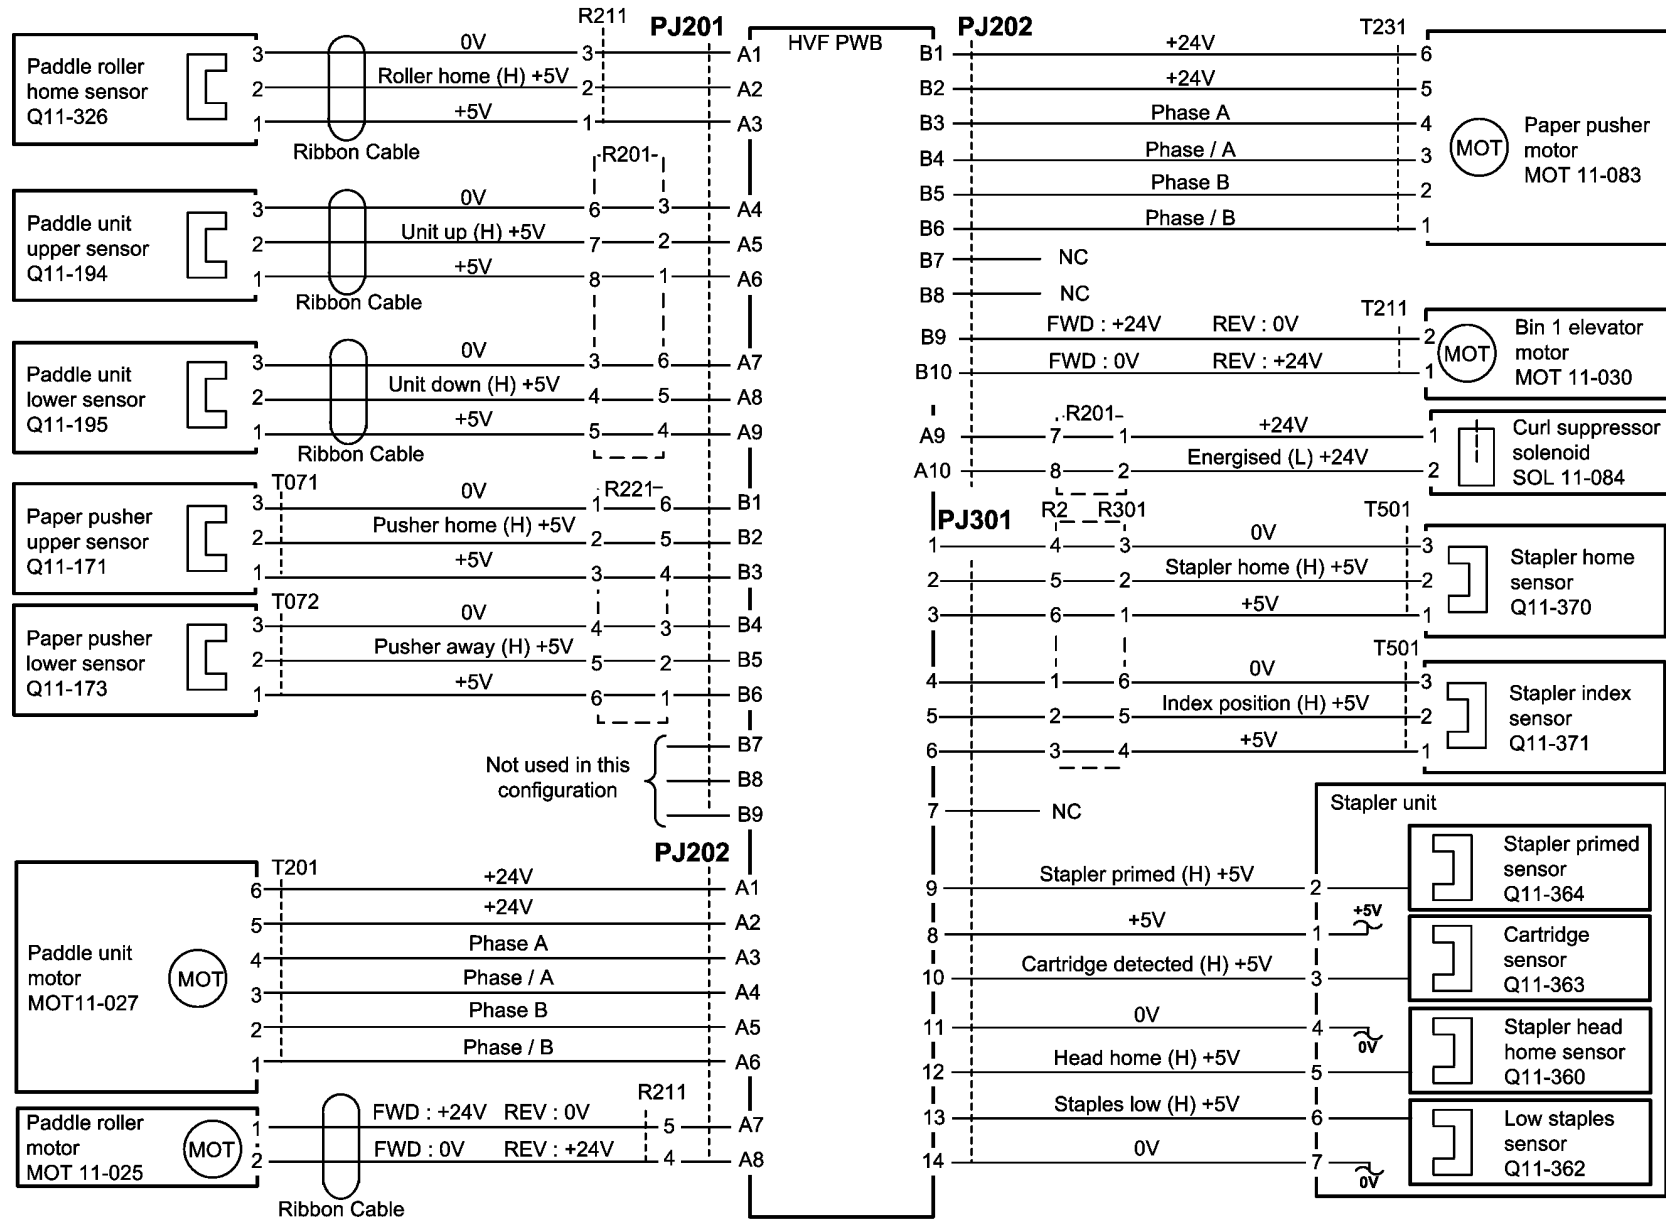 R211
PJ201
HVF PWB
PJ202
T231
Paddle roller
home sensor
Q11-326
3 0V 3 A1
2 Roller home (H) +5V 2 A2
1 +5V 1 A3
Ribbon Cable
R201
Paddle unit
upper sensor
Q11-194
3 0V 6 3 A4
2 Unit up (H) +5V 7 2 A5
1 +5V 8 1 A6
Ribbon Cable
Paddle unit
lower sensor
Q11-195
3 0V 3 6 A7
2 Unit down (H) +5V 4 5 A8
1 +5V 5 4 A9
Ribbon Cable
T071
R221
Paper pusher
upper sensor
Q11-171
3 0V 1 6 B1
2 Pusher home (H) +5V 2 5 B2
1 +5V 3 4 B3
T072
Paper pusher
lower sensor
Q11-173
3 0V 4 3 B4
2 Pusher away (H) +5V 5 2 B5
1 +5V 6 1 B6
Not used in this
configuration
B7
B8
B9
PJ202
T201
Paddle unit
motor
MOT11-027
MOT
6 +24V A1
5 +24V A2
4 Phase A A3
3 Phase / A A4
2 Phase B A5
1 Phase / B A6
R211
Paddle roller
motor
MOT 11-025
MOT
1 FWD : +24V REV : 0V 5 A7
2 FWD : 0V REV : +24V 4 A8
Ribbon Cable
B1 +24V 6
B2 +24V 5
B3 Phase A 4
B4 Phase / A 3
B5 Phase B 2
B6 Phase / B 1
MOT
Paper pusher
motor
MOT 11-083
B7 NC
B8 NC
T211
B9 FWD : +24V REV : 0V 2
B10 FWD : 0V REV : +24V 1
MOT
Bin 1 elevator
motor
MOT 11-030
R201
A9 7 1 +24V 1
A10 8 2 Energised (L) +24V 2
Curl suppressor
solenoid
SOL 11-084
PJ301
R2 R301
T501
1 4 3 0V 3
2 5 2 Stapler home (H) +5V 2
3 6 1 +5V 1
Stapler home
sensor
Q11-370
T501
4 1 6 0V 3
5 2 5 Index position (H) +5V 2
6 3 4 +5V 1
Stapler index
sensor
Q11-371
7 NC
Stapler unit
9 Stapler primed (H) +5V 2
Stapler primed
sensor
Q11-364
8 +5V 1 +5V
10 Cartridge detected (H) +5V 3
Cartridge
sensor
Q11-363
11 0V 4 0V
12 Head home (H) +5V 5
Stapler head
home sensor
Q11-360
13 Staples low (H) +5V 6
14 0V 7 0V
Low staples
sensor
Q11-362